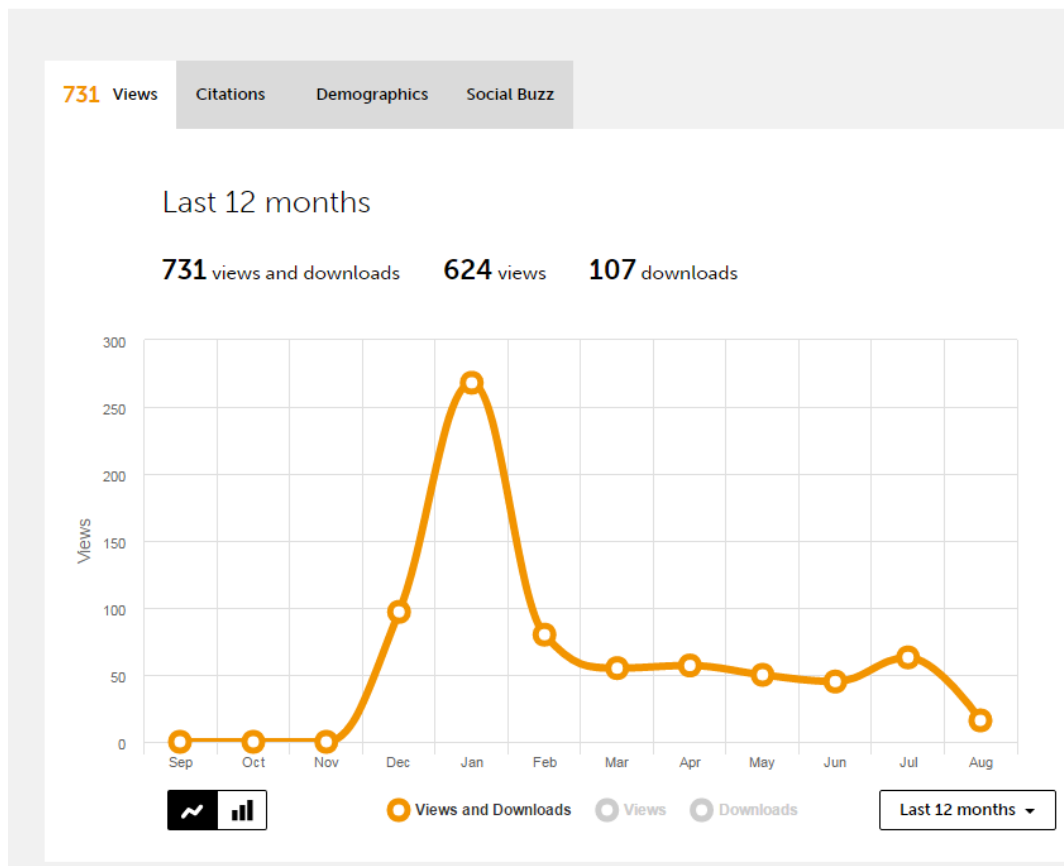 731 Views Citations Demographics Social Buzz
Last 12 months
731 views and downloads 624 views 107 downloads
300
250
200
150
100
50
0
Views
Sep Oct Nov Dec Jan Feb Mar Apr May Jun Jul Aug
Views and Downloads Views Downloads Last 12 months